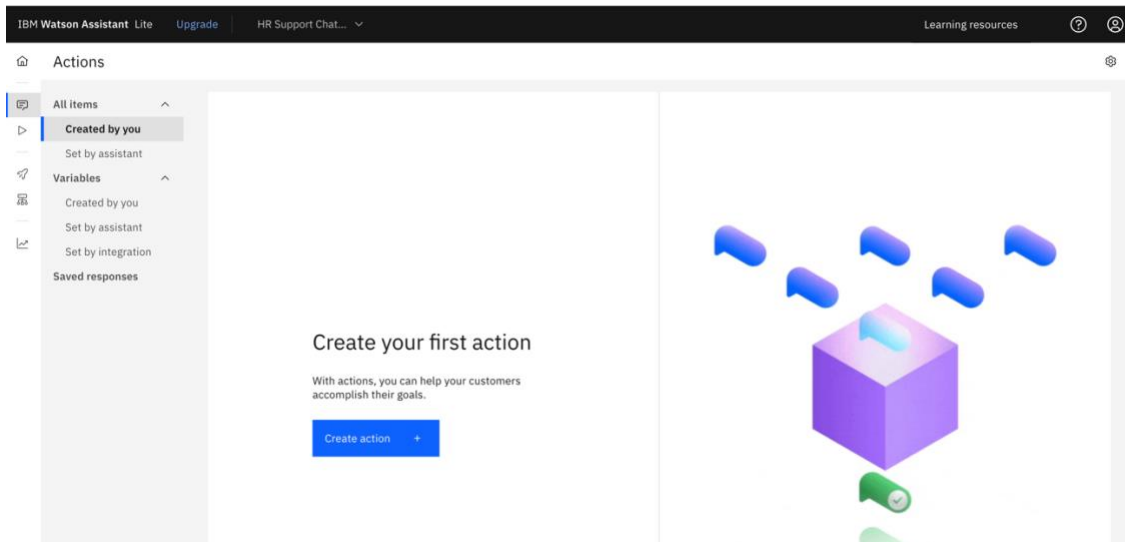 IBM Watson Assistant Lite Upgrade HR Support Chat... Learning resources
Actions
All items
Created by you
Set by assistant
Variables
Created by you
Set by assistant
Set by integration
Saved responses
Create your first action
With actions, you can help your customers
accomplish their goals.
Create action +